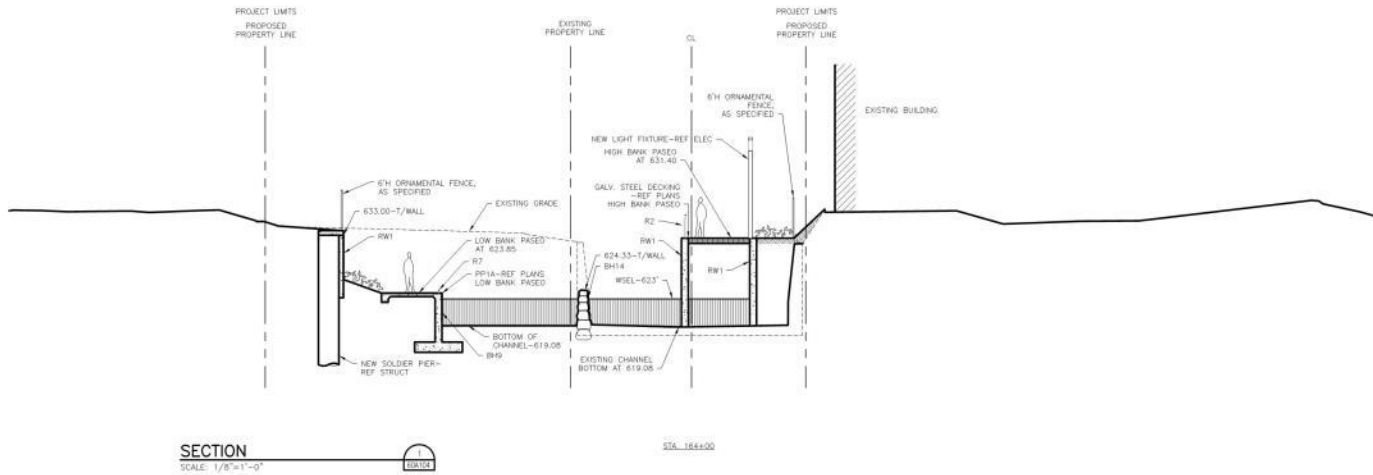 PROJECT LIMITS
PROPOSED
PROPERTY LINE
EXISTING
PROPERTY LINE
CL
PROJECT LIMITS
PROPOSED
PROPERTY LINE
6'H ORNAMENTAL
FENCE,
AS SPECIFIED
EXISTING BUILDING
NEW LIGHT FIXTURE-REF ELEC
HIGH BANK PASEO
AT 631.40
GALV. STEEL DECKING
-REF PLANS
HIGH BANK PASEO
R2
RW1
6'H ORNAMENTAL FENCE,
AS SPECIFIED
633.00-T/WALL
EXISTING GRADE
RW1
LOW BANK PASEO
AT 623.85
R7
PP1A-REF PLANS
LOW BANK PASEO
624.33-T/WALL
BH14
WSEL-623'
RW1
BOTTOM OF
CHANNEL-619.08
BH9
NEW SOLDIER PIER-
REF STRUCT
EXISTING CHANNEL
BOTTOM AT 619.08
SECTION
SCALE: 1/8"=1'-0"
1
60A104
STA. 164+00